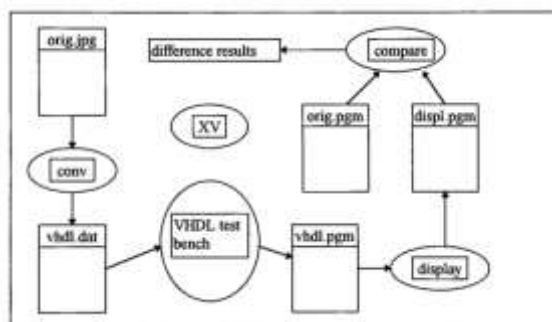 orig.jpg
difference results
compare
XV
orig.pgm
displ.pgm
conv
vhdl.dat
VHDL test
bench
vhdl.pgm
display